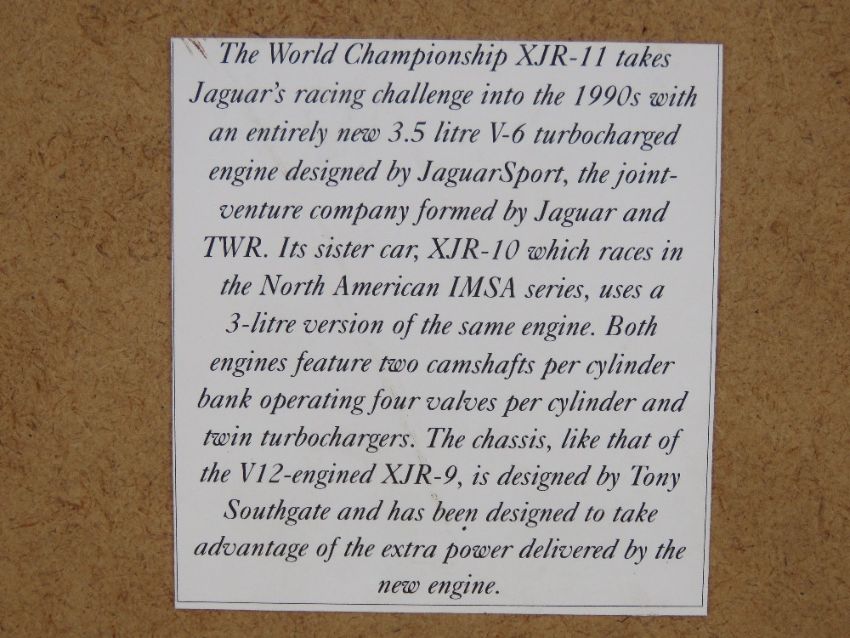 The World Championship XJR-11 takes
Jaguar's racing challenge into the 1990s with
an entirely new 3.5 litre V-6 turbocharged
engine designed by JaguarSport, the joint-
venture company formed by Jaguar and
TWR. Its sister car, XJR-10 which races in
the North American IMSA series, uses a
3-litre version of the same engine. Both
engines feature two camshafts per cylinder
bank operating four valves per cylinder and
twin turbochargers. The chassis, like that of
the V12-engined XJR-9, is designed by Tony
Southgate and has been designed to take
advantage of the extra power delivered by the
new engine.